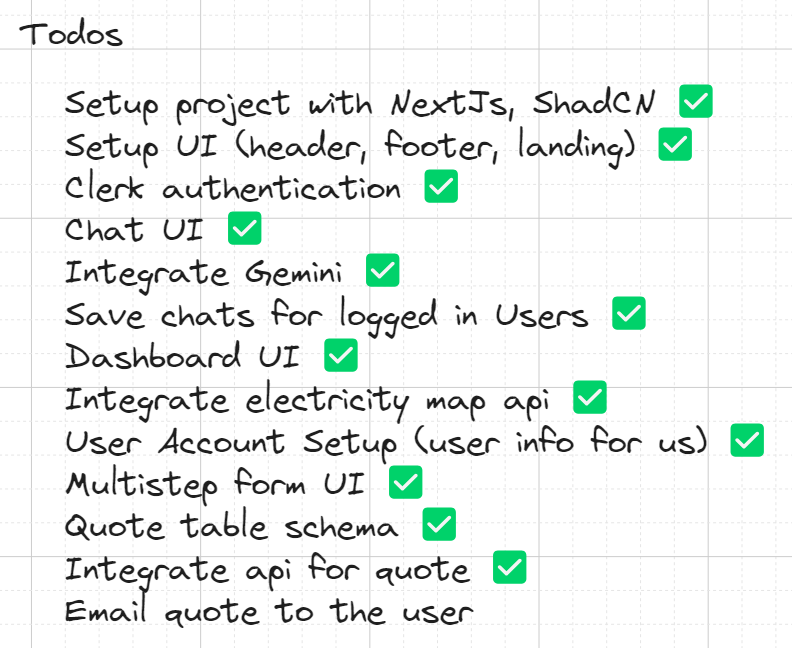 Todos
Setup project with NextJs, ShadCN ✅
Setup UI (header, footer, landing) ✅
Clerk authentication ✅
Chat UI ✅
Integrate Gemini ✅
Save chats for logged in Users ✅
Dashboard UI ✅
Integrate electricity map api ✅
User Account Setup (user info for us) ✅
Multistep form UI ✅
Quote table schema ✅
Integrate api for quote ✅
Email quote to the user